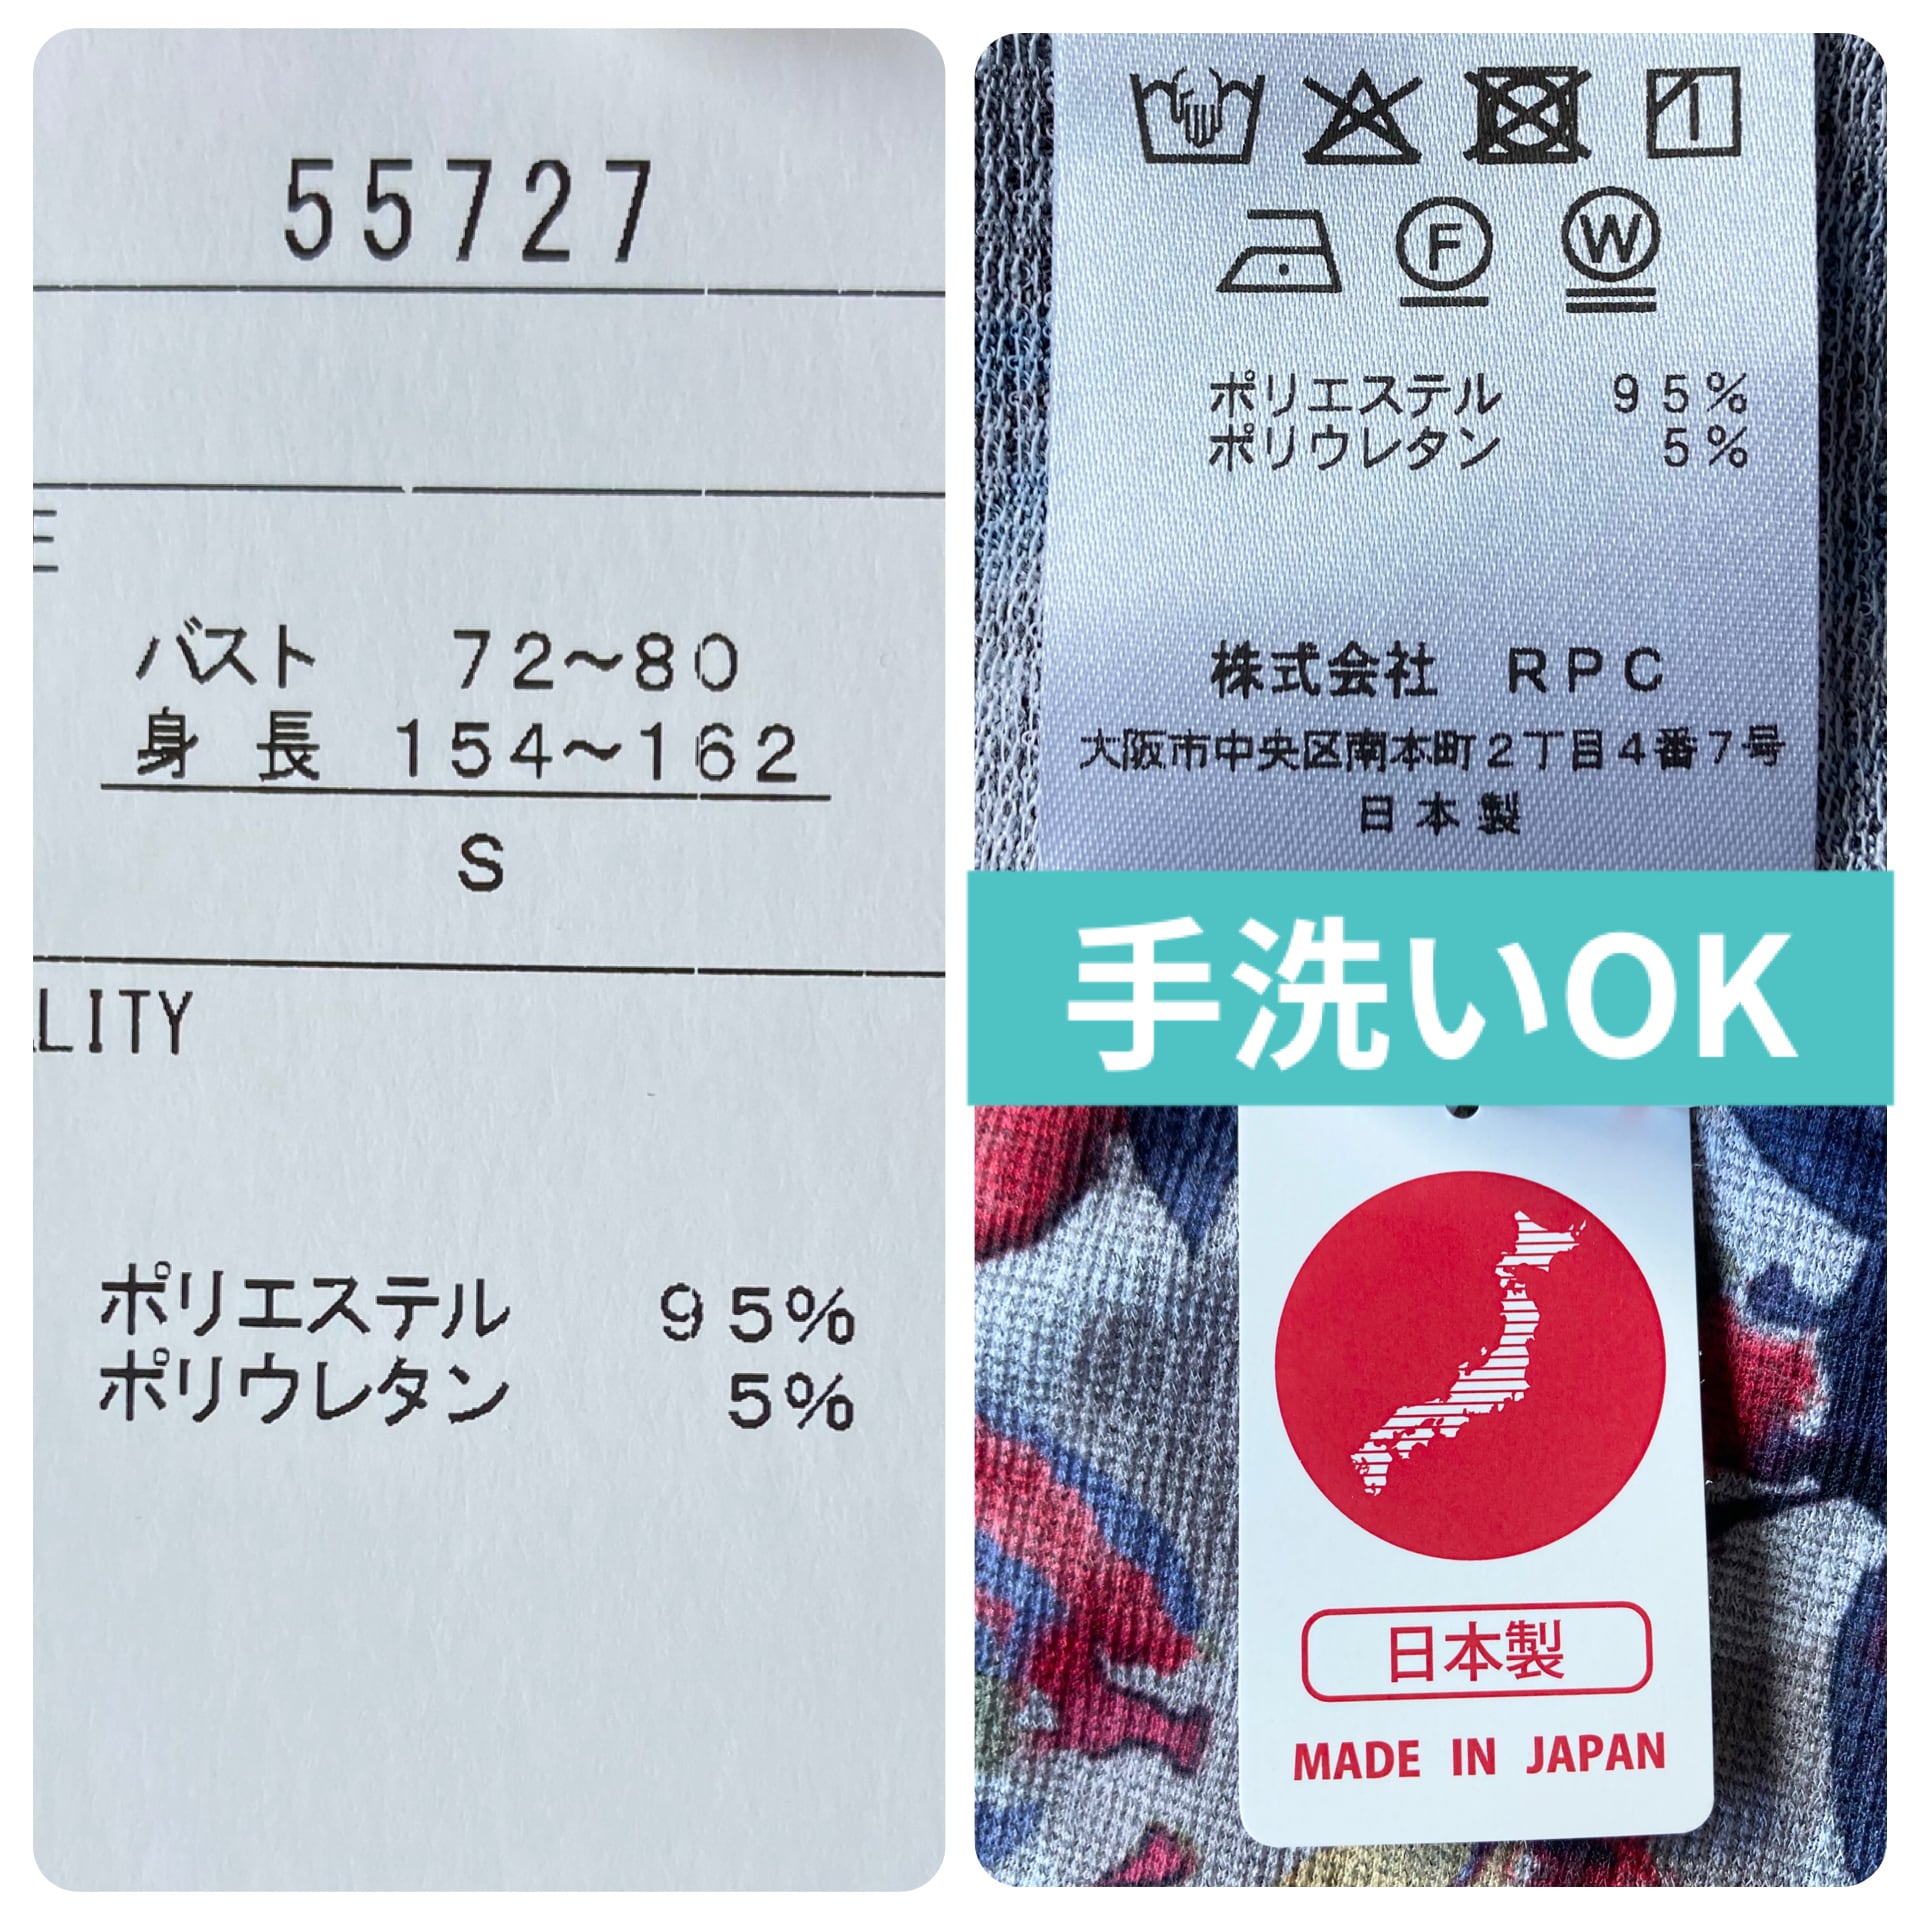 55727
E
バスト 72～80
身長 154～162
S
LITY
ポリエステル 95%
ポリウレタン 5%
F W
ポリエステル 95%
ポリウレタン 5%
株式会社 RPC
大阪市中央区南本町2丁目4番7号
日本製
手洗いOK
日本製
MADE IN JAPAN